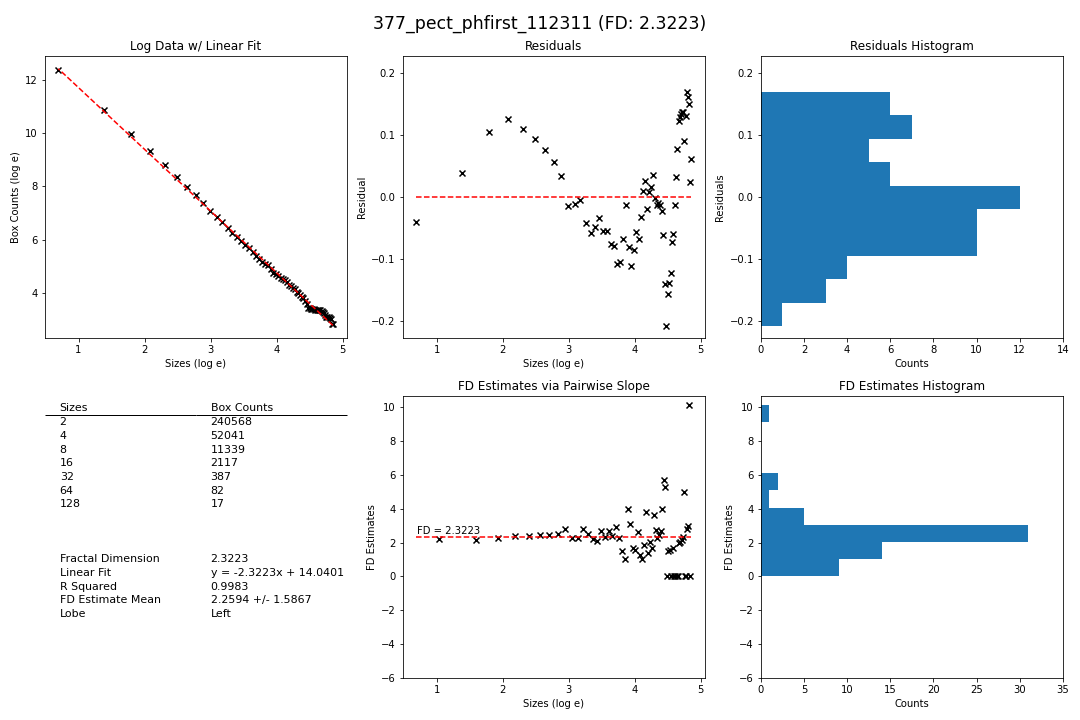 377_pect_phfirst_112311 (FD: 2.3223)
Log Data w/ Linear Fit
Box Counts (log e)
12
10
8
6
4
1 2 3 4 5
Sizes (log e)
Residuals
Residual
0.2
0.1
0.0
−0.1
−0.2
1 2 3 4 5
Sizes (log e)
Residuals Histogram
Residuals
0.2
0.1
0.0
−0.1
−0.2
0 2 4 6 8 10 12 14
Counts
Sizes Box Counts
2 240568
4 52041
8 11339
16 2117
32 387
64 82
128 17
Fractal Dimension 2.3223
Linear Fit y = -2.3223x + 14.0401
R Squared 0.9983
FD Estimate Mean 2.2594 +/- 1.5867
Lobe Left
FD Estimates via Pairwise Slope
FD Estimates
10
8
6
4
2
0
−2
−4
−6
FD = 2.3223
1 2 3 4 5
Sizes (log e)
FD Estimates Histogram
FD Estimates
10
8
6
4
2
0
−2
−4
−6
0 5 10 15 20 25 30 35
Counts